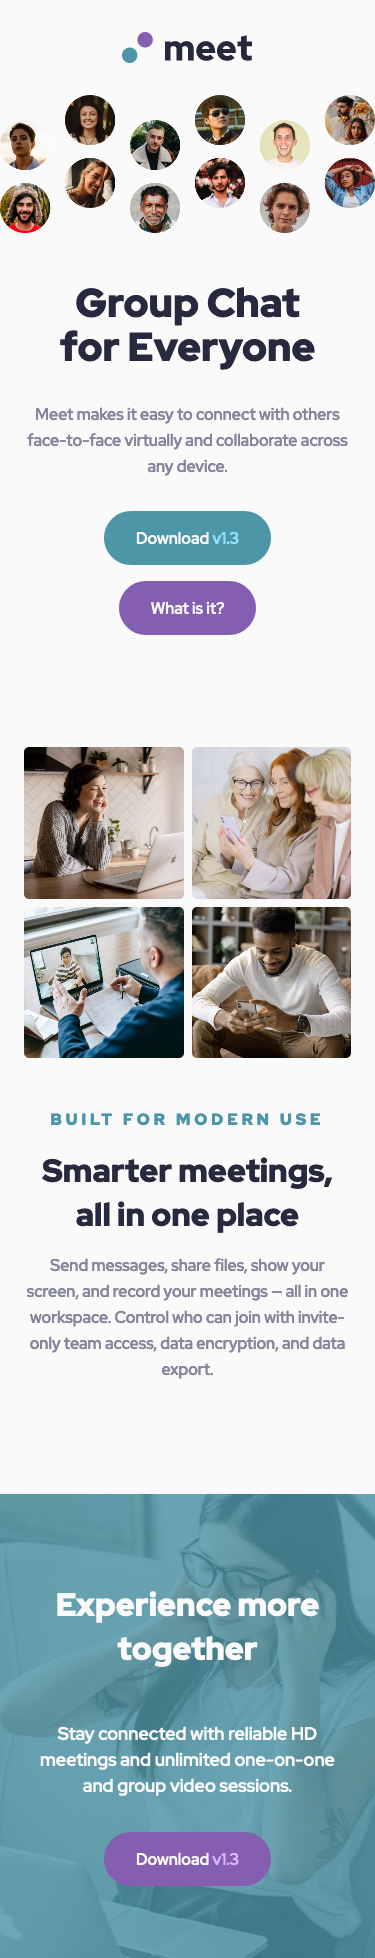 meet
Group Chat
for Everyone
Meet makes it easy to connect with others
face-to-face virtually and collaborate across
any device.
Download v1.3
What is it?
BUILT FOR MODERN USE
Smarter meetings,
all in one place
Send messages, share files, show your
screen, and record your meetings — all in one
workspace. Control who can join with invite-
only team access, data encryption, and data
export.
Experience more
together
Stay connected with reliable HD
meetings and unlimited one-on-one
and group video sessions.
Download v1.3